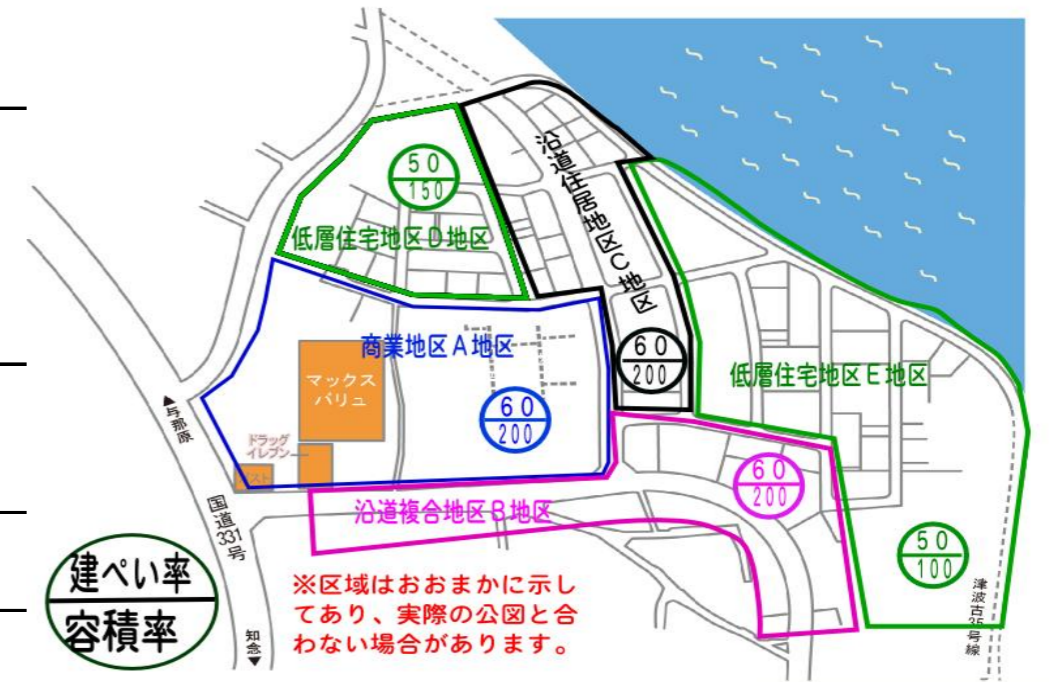 沿道住居地区C地区
50
150
低層住宅地区D地区
商業地区A地区
60
200
マックス
バリュ
60
200
低層住宅地区E地区
▲与那原
ドラッグ
イレブン
60
200
沿道複合地区B地区
国道331号
50
100
建ぺい率
容積率
※区域はおおまかに示し
てあり、実際の公図と合
わない場合があります。
知念▼
津波古35号線